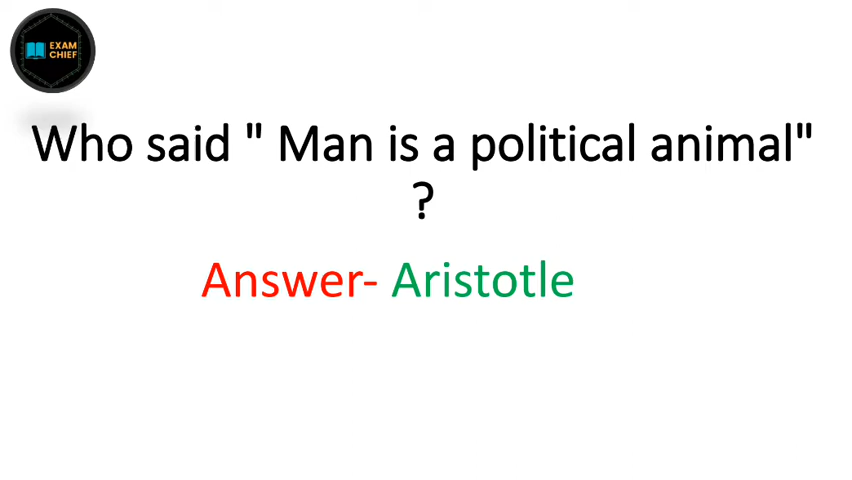 EXAM
CHIEF
Who said " Man is a political animal"
?
Answer- Aristotle